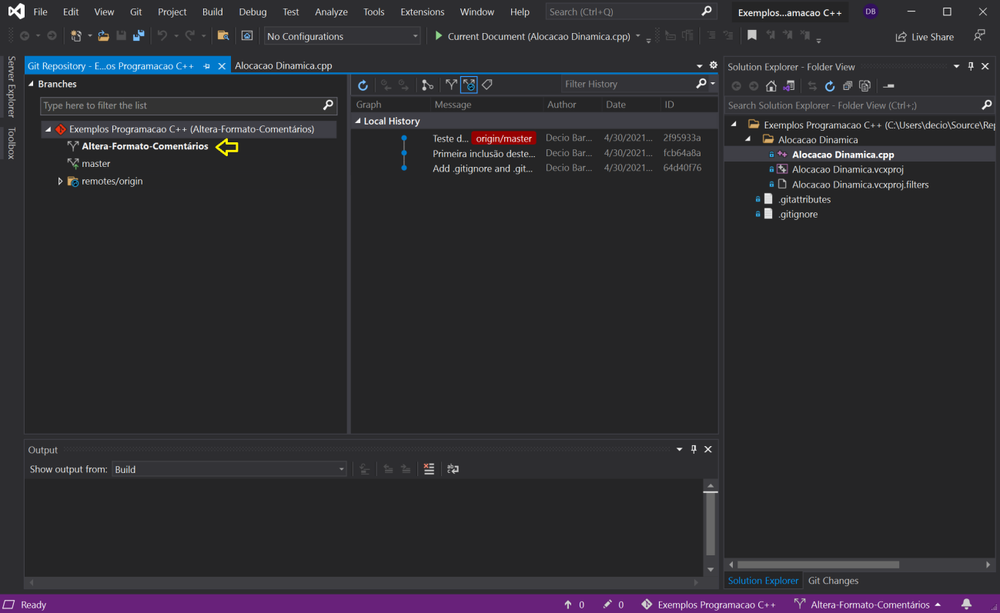 File Edit View Git Project Build Debug Test Analyze Tools Extensions Window Help Search (Ctrl+Q) Exemplos...amacao C++ DB
No Configurations Current Document (Alocacao Dinamica.cpp) Live Share
Server Explorer
Toolbox
Git Repository - E...os Programacao C++ Alocacao Dinamica.cpp
Branches
Type here to filter the list
Exemplos Programacao C++ (Altera-Formato-Comentários)
Altera-Formato-Comentários
master
remotes/origin
Filter History
Graph Message Author Date ID
Local History
Teste d... origin/master Decio Bar... 4/30/2021... 2f95933a
Primeira inclusão deste... Decio Bar... 4/30/2021... fcb64a8a
Add .gitignore and .git... Decio Bar... 4/30/2021... 64d40f76
Solution Explorer - Folder View
Search Solution Explorer - Folder View (Ctrl+;)
Exemplos Programacao C++ (C:\Users\decio\Source\Rep
Alocacao Dinamica
Alocacao Dinamica.cpp
Alocacao Dinamica.vcxproj
Alocacao Dinamica.vcxproj.filters
.gitattributes
.gitignore
Output
Show output from: Build
Solution Explorer Git Changes
Ready 0 0 Exemplos Programacao C++ Altera-Formato-Comentários